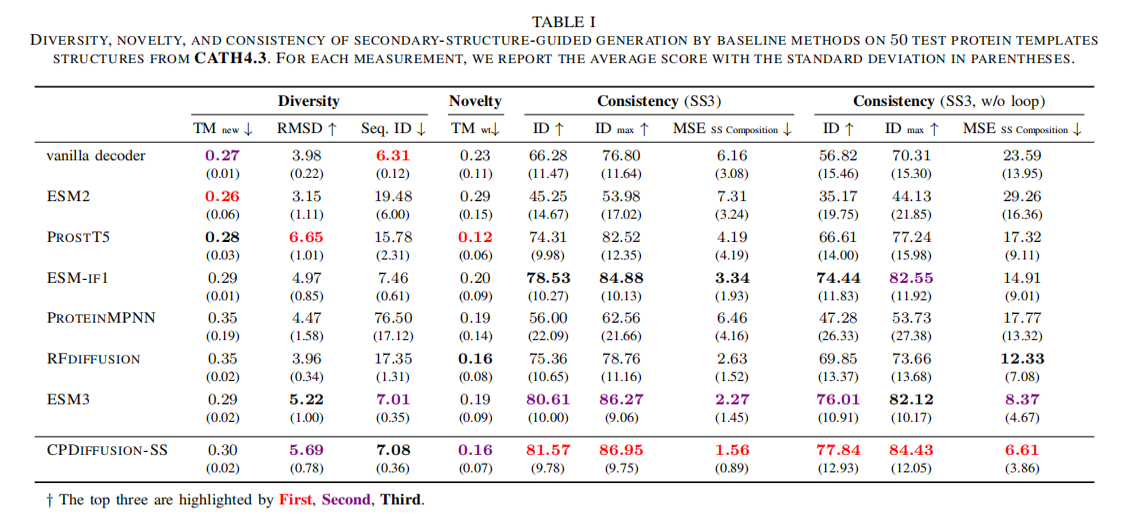 TABLE I
DIVERSITY, NOVELTY, AND CONSISTENCY OF SECONDARY-STRUCTURE-GUIDED GENERATION BY BASELINE METHODS ON 50 TEST PROTEIN TEMPLATES
STRUCTURES FROM CATH4.3. FOR EACH MEASUREMENT, WE REPORT THE AVERAGE SCORE WITH THE STANDARD DEVIATION IN PARENTHESES.
Diversity Novelty Consistency (SS3) Consistency (SS3, w/o loop)
TM new ↓ RMSD ↑ Seq. ID ↓ TM wt↓ ID ↑ ID max ↑ MSE SS Composition ↓ ID ↑ ID max ↑ MSE SS Composition ↓
vanilla decoder 0.27 3.98 6.31 0.23 66.28 76.80 6.16 56.82 70.31 23.59
(0.01) (0.22) (0.12) (0.11) (11.47) (11.64) (3.08) (15.46) (15.30) (13.95)
ESM2 0.26 3.15 19.48 0.29 45.25 53.98 7.31 35.17 44.13 29.26
(0.06) (1.11) (6.00) (0.15) (14.67) (17.02) (3.24) (19.75) (21.85) (16.36)
PROSTT5 0.28 6.65 15.78 0.12 74.31 82.52 4.19 66.61 77.24 17.32
(0.03) (1.01) (2.31) (0.06) (9.98) (12.35) (4.19) (14.00) (15.98) (9.11)
ESM-IF1 0.29 4.97 7.46 0.20 78.53 84.88 3.34 74.44 82.55 14.91
(0.01) (0.85) (0.61) (0.09) (10.27) (10.13) (1.93) (11.83) (11.92) (9.01)
PROTEINMPNN 0.35 4.47 76.50 0.19 56.00 62.56 6.46 47.28 53.73 17.77
(0.19) (1.58) (17.12) (0.14) (22.09) (21.66) (4.16) (26.33) (27.38) (13.32)
RFDIFFUSION 0.35 3.96 17.35 0.16 75.36 78.76 2.63 69.85 73.66 12.33
(0.02) (0.34) (1.31) (0.08) (10.65) (11.16) (1.52) (13.37) (13.68) (7.08)
ESM3 0.29 5.22 7.01 0.19 80.61 86.27 2.27 76.01 82.12 8.37
(0.02) (1.00) (0.35) (0.09) (10.00) (9.06) (1.45) (10.91) (10.17) (4.67)
CPDIFFUSION-SS 0.30 5.69 7.08 0.16 81.57 86.95 1.56 77.84 84.43 6.61
(0.02) (0.78) (0.36) (0.07) (9.78) (9.75) (0.89) (12.93) (12.05) (3.86)
† The top three are highlighted by First, Second, Third.